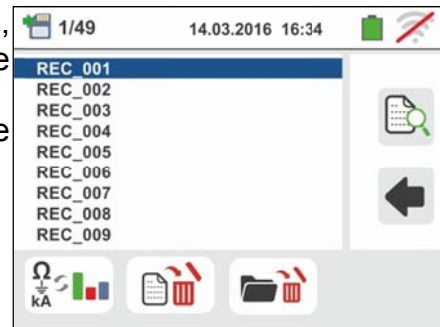 ,
e
e
1/49 14.03.2016 16:34
REC_001
REC_002
REC_003
REC_004
REC_005
REC_006
REC_007
REC_008
REC_009
Ω
kA